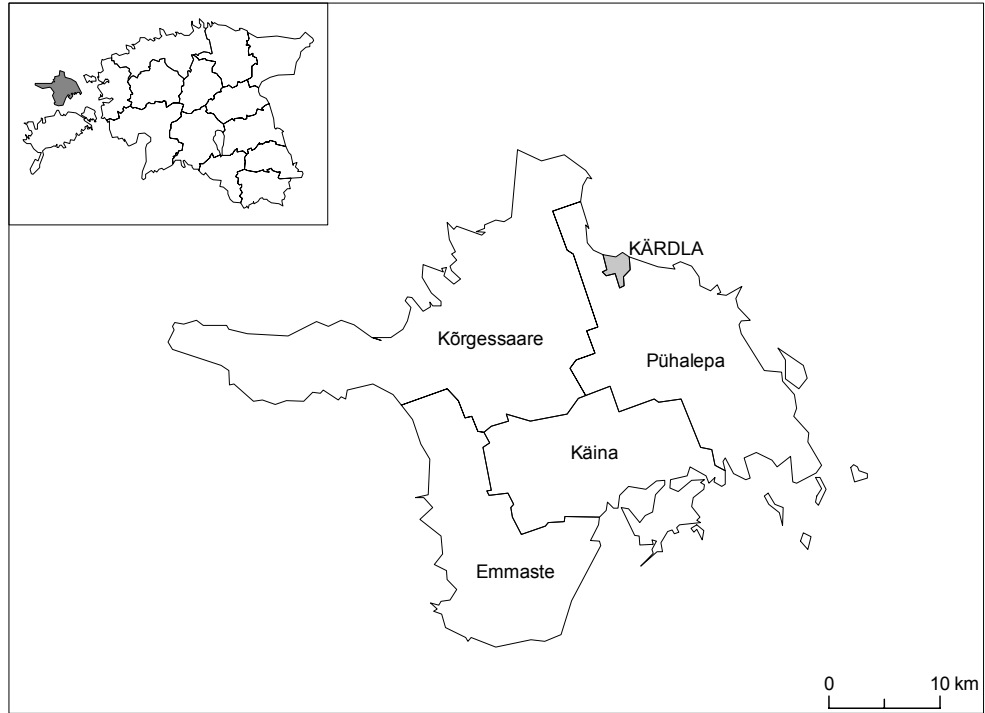 KÄRDLA
Kõrgessaare
Pühalepa
Käina
Emmaste
0 10 km